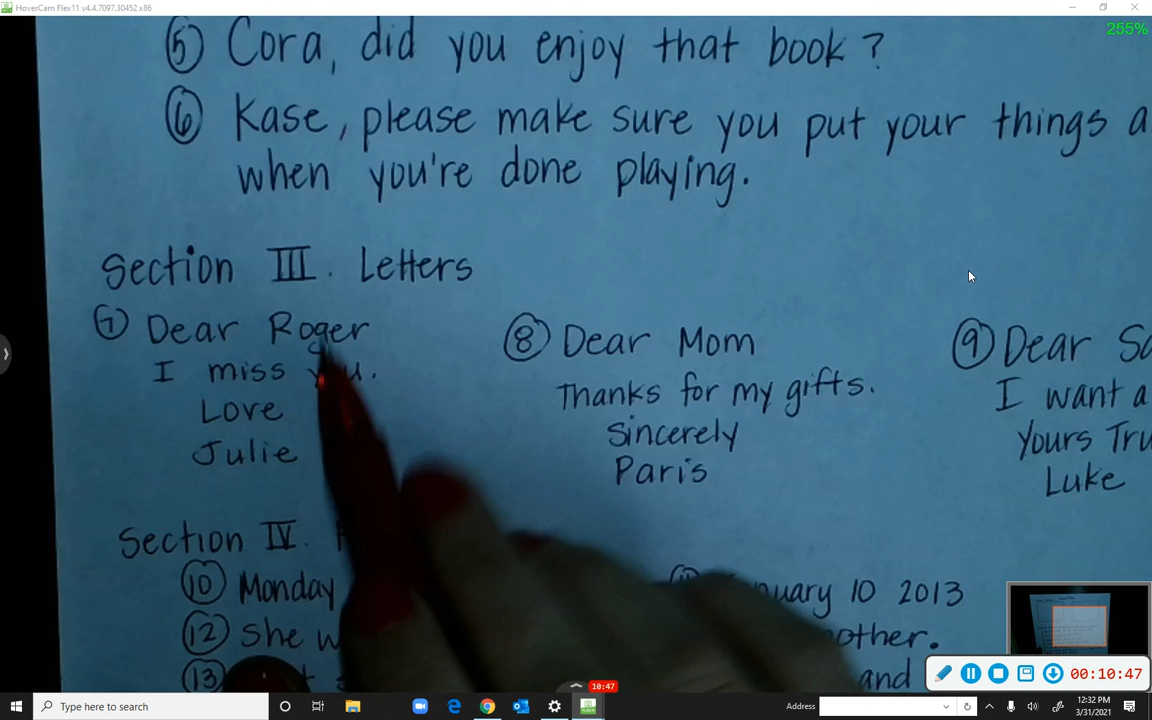 HoverCam Flex11 v4.4.7097.30452 x86
255%
5 Cora, did you enjoy that book?
6 Kase, please make sure you put your things a
when you're done playing.
Section III. Letters
7 Dear Roger
I miss you.
Love
Julie
8 Dear Mom
Thanks for my gifts.
Sincerely
Paris
9 Dear Sa
I want a
Yours Tru
Luke
Section IV.
10 Monday
nuary 10 2013
12 She w
other.
13
and
00:10:47
10:47
Type here to search
Address
12:32 PM
3/31/2021